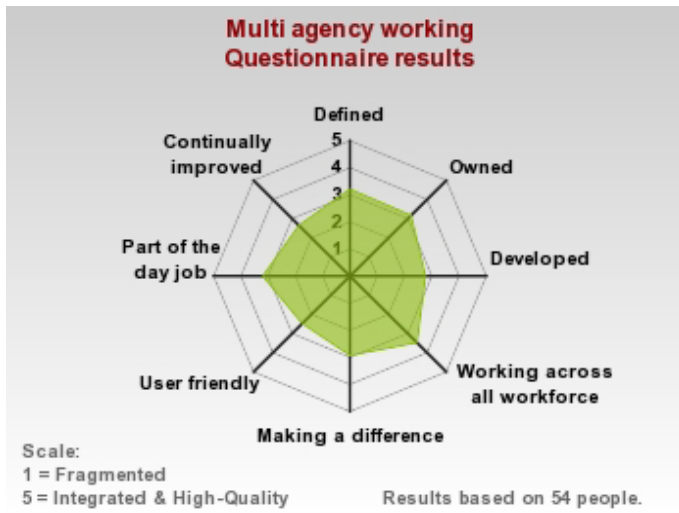 Multi agency working
Questionnaire results
Defined
Continually
improved
5
4
3
2
1
Owned
Part of the
day job
Developed
User friendly
Working across
all workforce
Making a difference
Scale:
1 = Fragmented
5 = Integrated & High-Quality
Results based on 54 people.